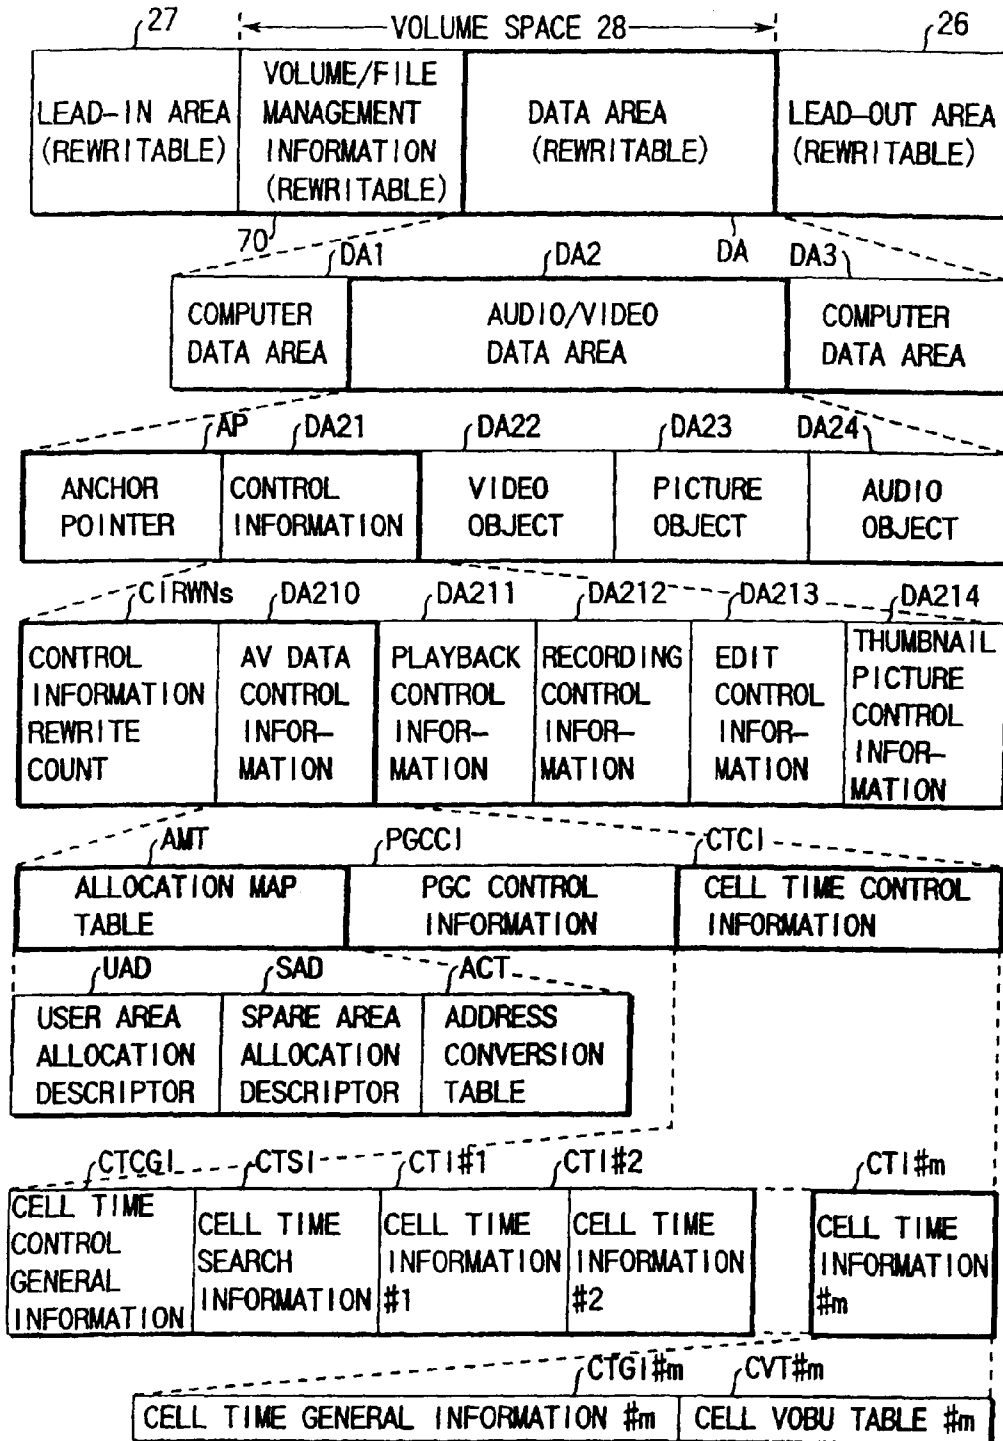 27
VOLUME SPACE 28
26
LEAD-IN AREA
(REWRITABLE)
VOLUME/FILE
MANAGEMENT
INFORMATION
(REWRITABLE)
DATA AREA
(REWRITABLE)
LEAD-OUT AREA
(REWRITABLE)
70
DA
DA1
DA2
DA3
COMPUTER
DATA AREA
AUDIO/VIDEO
DATA AREA
COMPUTER
DATA AREA
AP
DA21
DA22
DA23
DA24
ANCHOR
POINTER
CONTROL
INFORMATION
VIDEO
OBJECT
PICTURE
OBJECT
AUDIO
OBJECT
CIRWNs
DA210
DA211
DA212
DA213
DA214
CONTROL
INFORMATION
REWRITE
COUNT
AV DATA
CONTROL
INFOR-
MATION
PLAYBACK
CONTROL
INFOR-
MATION
RECORDING
CONTROL
INFOR-
MATION
EDIT
CONTROL
INFOR-
MATION
THUMBNAIL
PICTURE
CONTROL
INFOR-
MATION
AMT
PGCCI
CTCI
ALLOCATION MAP
TABLE
PGC CONTROL
INFORMATION
CELL TIME CONTROL
INFORMATION
UAD
SAD
ACT
USER AREA
ALLOCATION
DESCRIPTOR
SPARE AREA
ALLOCATION
DESCRIPTOR
ADDRESS
CONVERSION
TABLE
CTCGI
CTSI
CTI#1
CTI#2
CTI#m
CELL TIME
CONTROL
GENERAL
INFORMATION
CELL TIME
SEARCH
INFORMATION
CELL TIME
INFORMATION
#1
CELL TIME
INFORMATION
#2
CELL TIME
INFORMATION
#m
CTGI#m
CVT#m
CELL TIME GENERAL INFORMATION #m
CELL VOBU TABLE #m